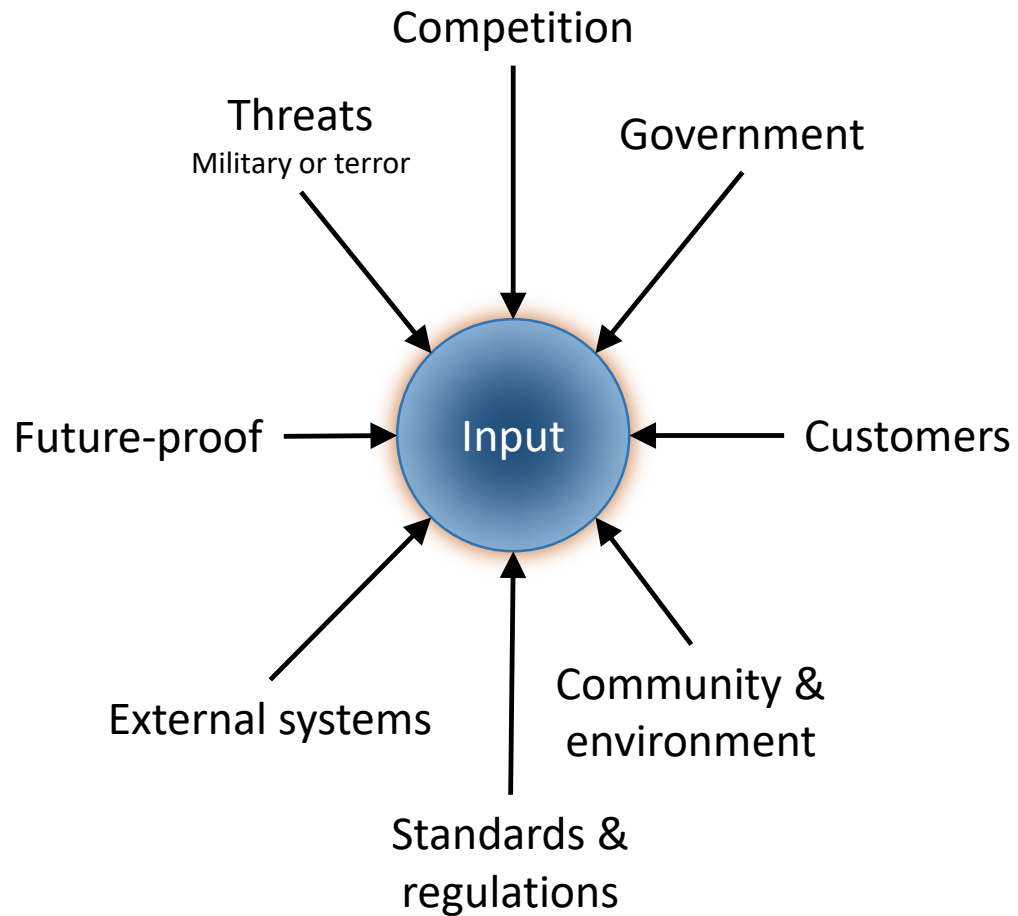 Competition
Threats
Military or terror
Government
Future-proof
Input
Customers
External systems
Community &
environment
Standards &
regulations